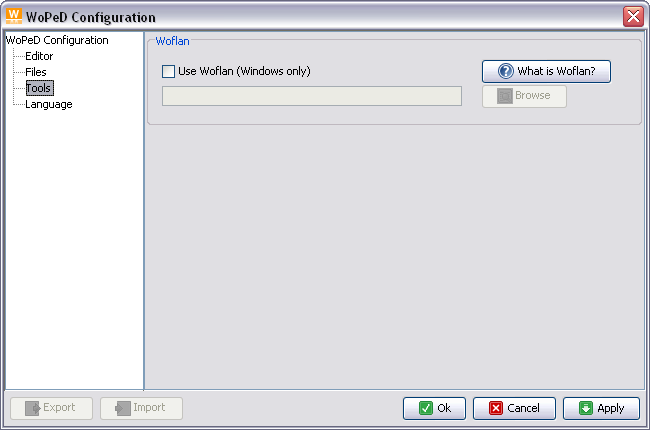 WoPeD Configuration
WoPeD Configuration
Editor
Files
Tools
Language
Woflan
Use Woflan (Windows only)
What is Woflan?
Browse
Export
Import
Ok
Cancel
Apply